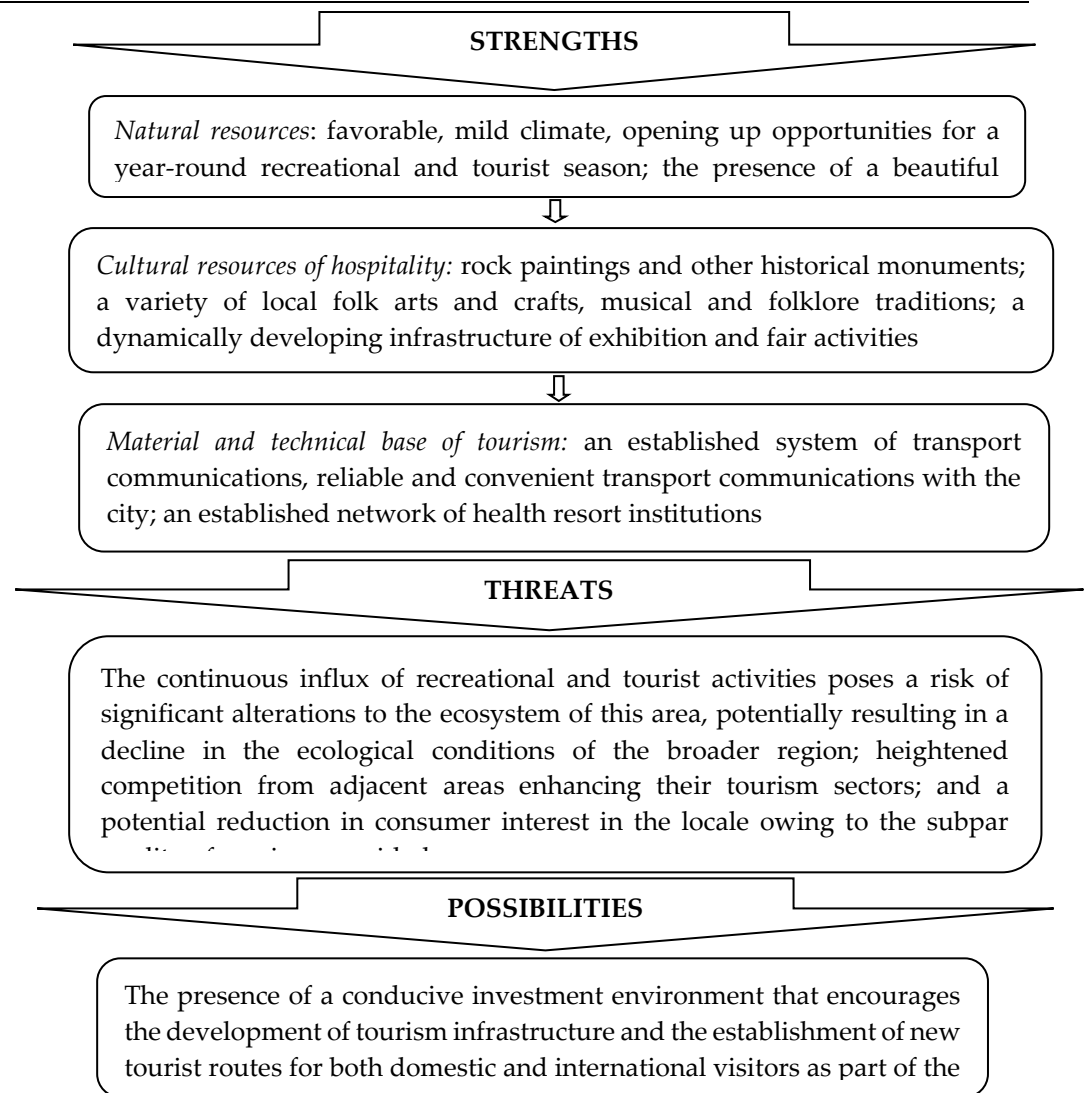 STRENGTHS
Natural resources: favorable, mild climate, opening up opportunities for a
year-round recreational and tourist season; the presence of a beautiful
Cultural resources of hospitality: rock paintings and other historical monuments;
a variety of local folk arts and crafts, musical and folklore traditions; a
dynamically developing infrastructure of exhibition and fair activities
Material and technical base of tourism: an established system of transport
communications, reliable and convenient transport communications with the
city; an established network of health resort institutions
THREATS
The continuous influx of recreational and tourist activities poses a risk of
significant alterations to the ecosystem of this area, potentially resulting in a
decline in the ecological conditions of the broader region; heightened
competition from adjacent areas enhancing their tourism sectors; and a
potential reduction in consumer interest in the locale owing to the subpar
POSSIBILITIES
The presence of a conducive investment environment that encourages
the development of tourism infrastructure and the establishment of new
tourist routes for both domestic and international visitors as part of the